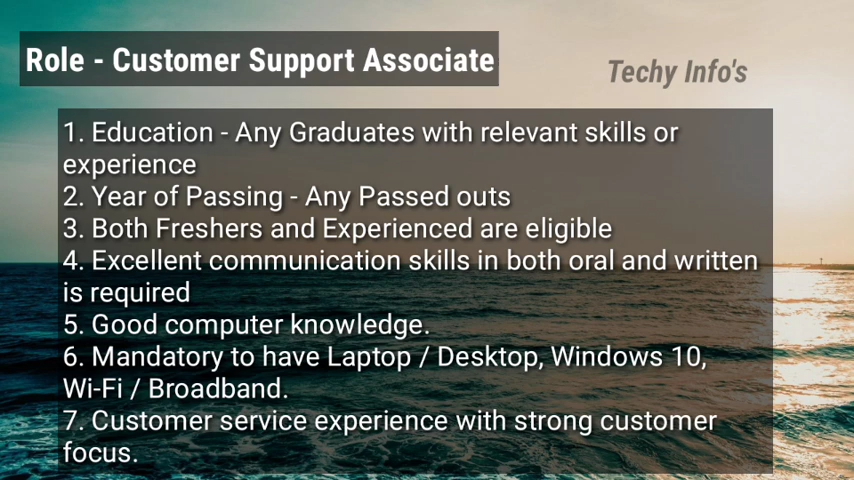 Role - Customer Support Associate
Techy Info's
1. Education - Any Graduates with relevant skills or
experience
2. Year of Passing - Any Passed outs
3. Both Freshers and Experienced are eligible
4. Excellent communication skills in both oral and written
is required
5. Good computer knowledge.
6. Mandatory to have Laptop / Desktop, Windows 10,
Wi-Fi / Broadband.
7. Customer service experience with strong customer
focus.